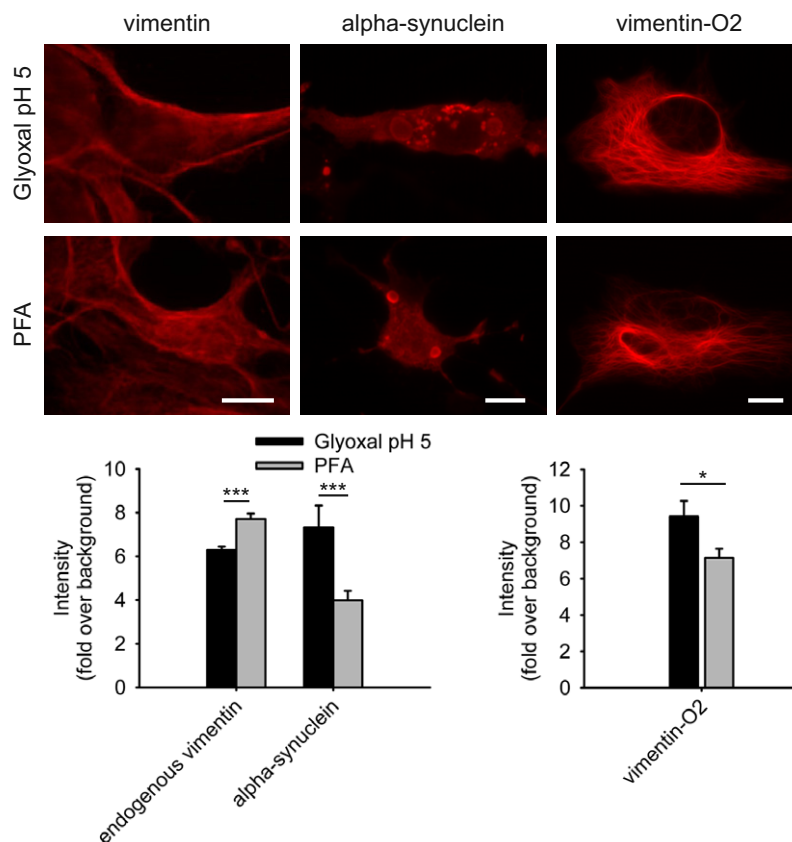 vimentin
alpha-synuclein
vimentin-O2
Glyoxal pH 5
PFA
Glyoxal pH 5
PFA
10
8
6
4
2
0
Intensity
(fold over background)
***
***
endogenous vimentin
alpha-synuclein
12
10
8
6
4
2
0
Intensity
(fold over background)
*
vimentin-O2